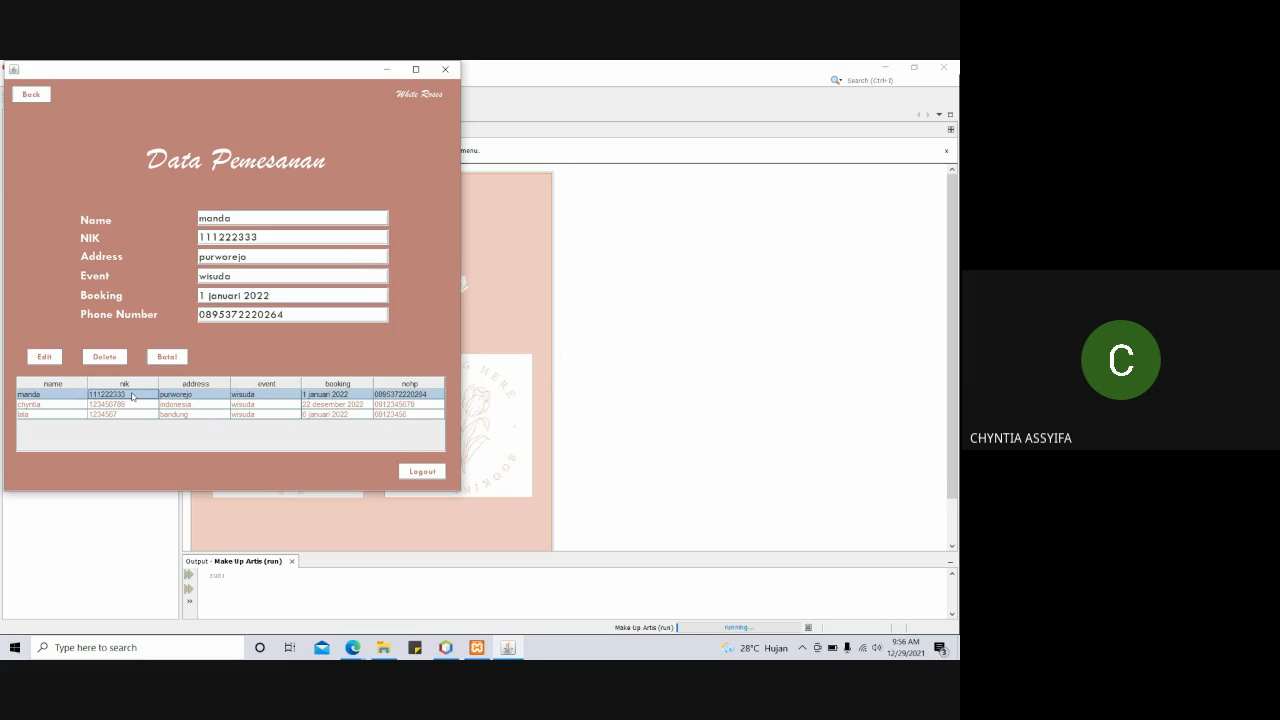 Search (Ctrl+I)
Back
White Roses
menu.
x
Data Pemesanan
Name
manda
NIK
111222333
Address
purworejo
Event
wisuda
Booking
1 januari 2022
Phone Number
0895372220264
Edit
Delete
Batal
name nik address event booking nohp
manda 111222333 purworejo wisuda 1 januari 2022 0895372220264
chyntia 123456789 indonesia wisuda 22 desember 2022 0812345678
lala 1234567 bandung wisuda 6 januari 2022 08123456
Logout
Output - Make Up Artis (run)
run:
Make Up Artis (run)
running...
Type here to search
28°C Hujan
9:56 AM
12/29/2021
3
C
CHYNTIA ASSYIFA